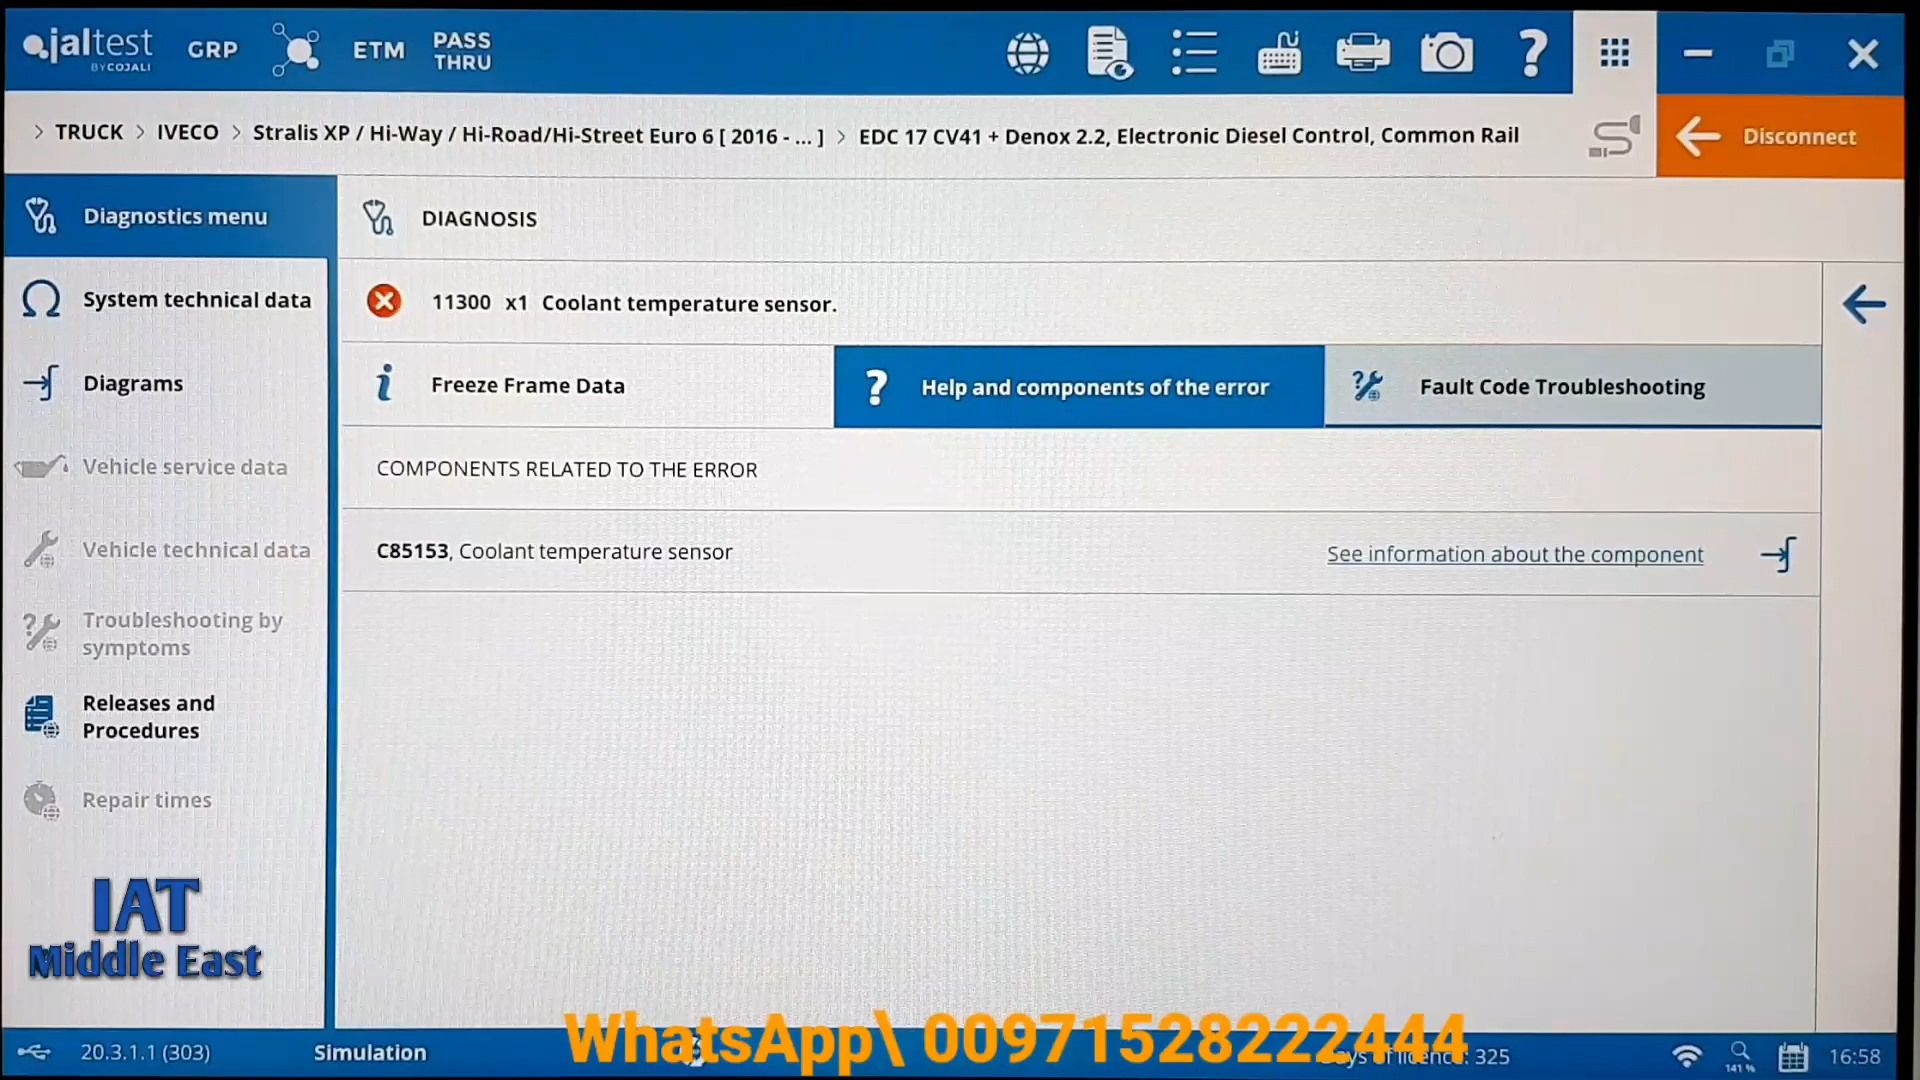 jaltest
BY COJALI
GRP
ETM
PASS
THRU
?
> TRUCK > IVECO > Stralis XP / Hi-Way / Hi-Road/Hi-Street Euro 6 [ 2016 - ... ] > EDC 17 CV41 + Denox 2.2, Electronic Diesel Control, Common Rail
Disconnect
Diagnostics menu
DIAGNOSIS
System technical data
11300 x1 Coolant temperature sensor.
Diagrams
Freeze Frame Data
Help and components of the error
Fault Code Troubleshooting
Vehicle service data
COMPONENTS RELATED TO THE ERROR
Vehicle technical data
C85153, Coolant temperature sensor
See information about the component
Troubleshooting by
symptoms
Releases and
Procedures
Repair times
IAT
Middle East
20.3.1.1 (303)
Simulation
WhatsApp\ 00971528222444
Days of licence: 325
141 %
16:58